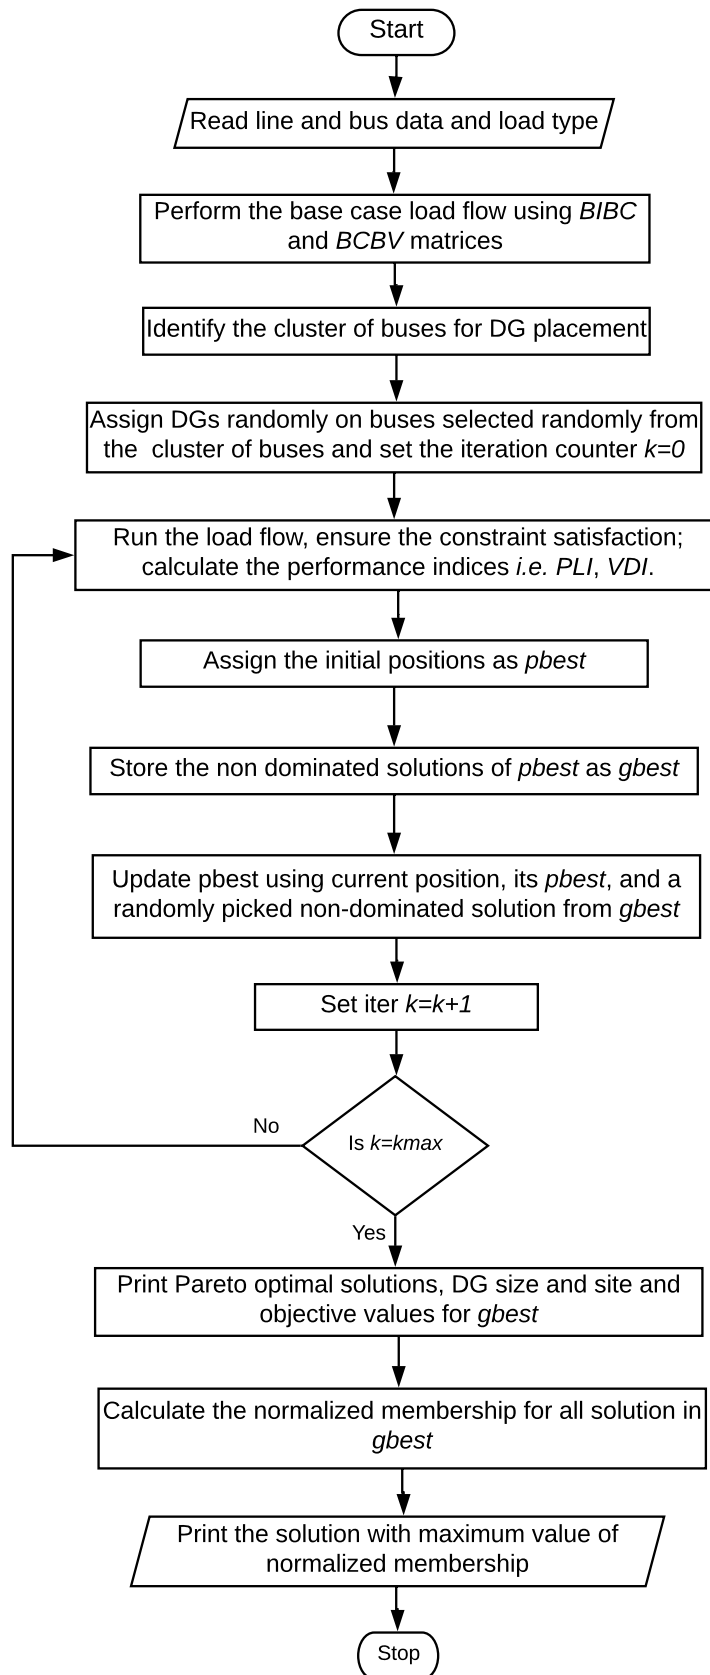 Start
Read line and bus data and load type
Perform the base case load flow using BIBC
and BCBV matrices
Identify the cluster of buses for DG placement
Assign DGs randomly on buses selected randomly from
the cluster of buses and set the iteration counter k=0
Run the load flow, ensure the constraint satisfaction;
calculate the performance indices i.e. PLI, VDI.
Assign the initial positions as pbest
Store the non dominated solutions of pbest as gbest
Update pbest using current position, its pbest, and a
randomly picked non-dominated solution from gbest
Set iter k=k+1
No
Is k=kmax
Yes
Print Pareto optimal solutions, DG size and site and
objective values for gbest
Calculate the normalized membership for all solution in
gbest
Print the solution with maximum value of
normalized membership
Stop